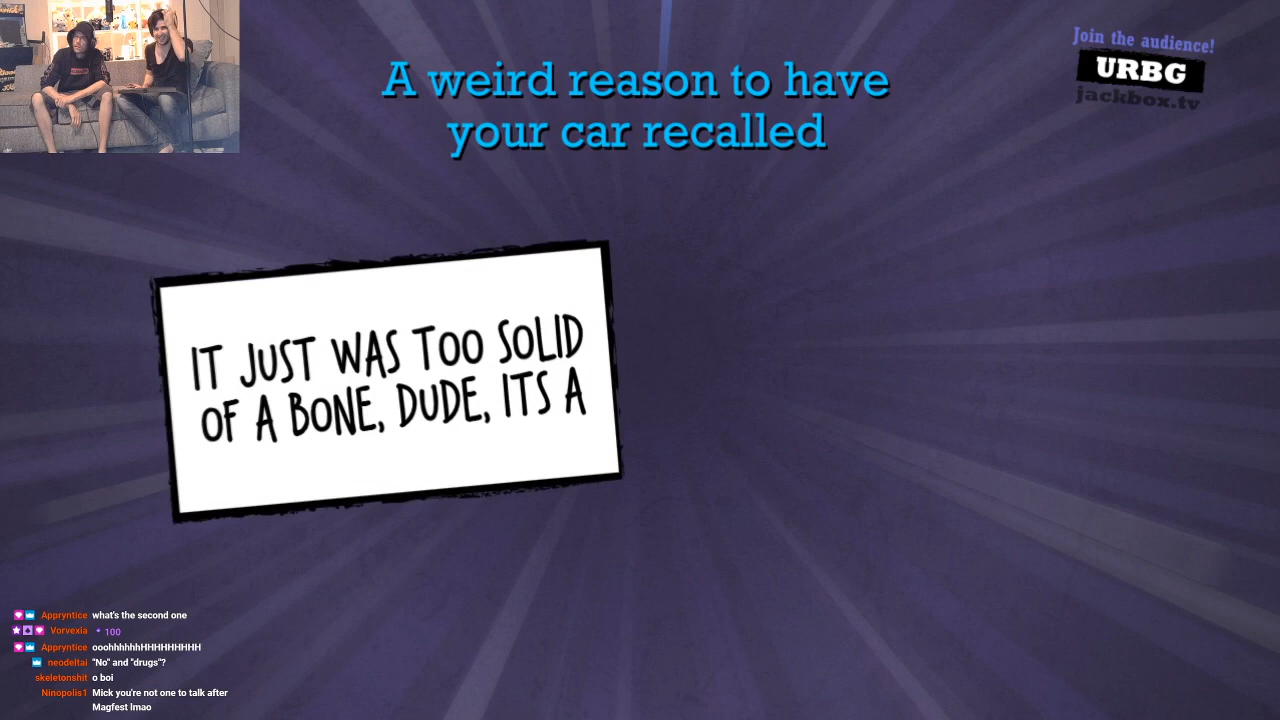 A weird reason to have
your car recalled
Join the audience!
URBG
jackbox.tv
IT JUST WAS TOO SOLID
OF A BONE, DUDE, ITS A
Appryntice what's the second one
Vorvexia 100
Appryntice ooohhhhhhHHHHHHHHH
neodeltai "No" and "drugs"?
skeletonshit o boi
Ninopolis1 Mick you're not one to talk after
Magfest lmao